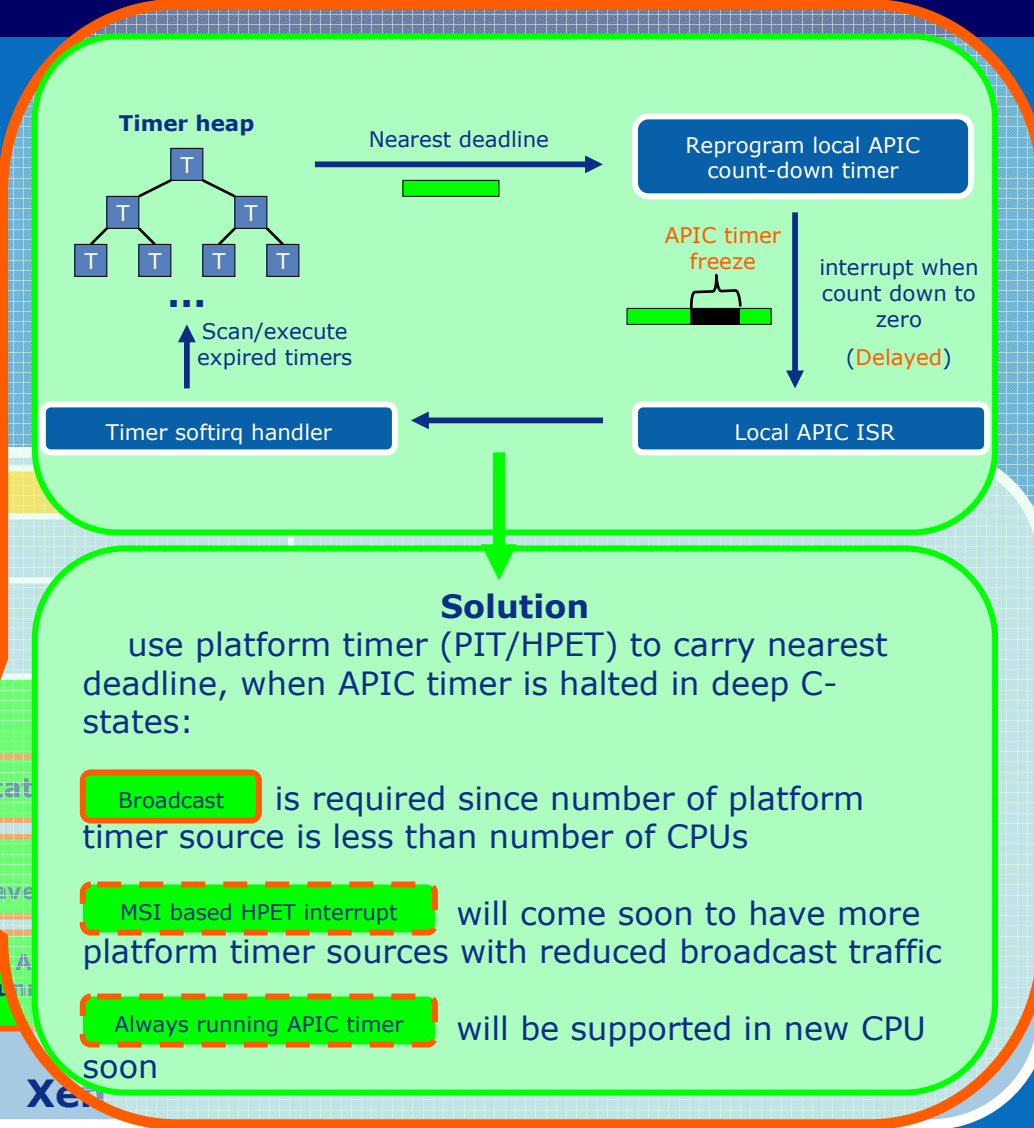 Timer heap
T
T T
T T T T
...
Nearest deadline
Reprogram local APIC
count-down timer
APIC timer
freeze
interrupt when
count down to
zero
(Delayed)
Scan/execute
expired timers
Timer softirq handler
Local APIC ISR
Solution
use platform timer (PIT/HPET) to carry nearest
deadline, when APIC timer is halted in deep C-
states:
Broadcast is required since number of platform
timer source is less than number of CPUs
MSI based HPET interrupt will come soon to have more
platform timer sources with reduced broadcast traffic
Always running APIC timer will be supported in new CPU
soon
Xen